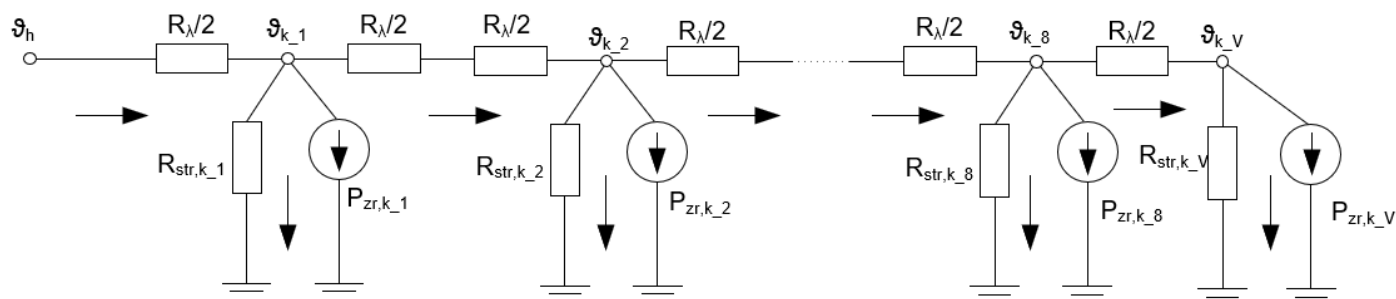 ϑh
Rλ/2
ϑk_1
Rλ/2
Rλ/2
ϑk_2
Rλ/2
Rλ/2
ϑk_8
Rλ/2
ϑk_V
Rstr,k_1
Pzr,k_1
Rstr,k_2
Pzr,k_2
Rstr,k_8
Pzr,k_8
Rstr,k_V
Pzr,k_V